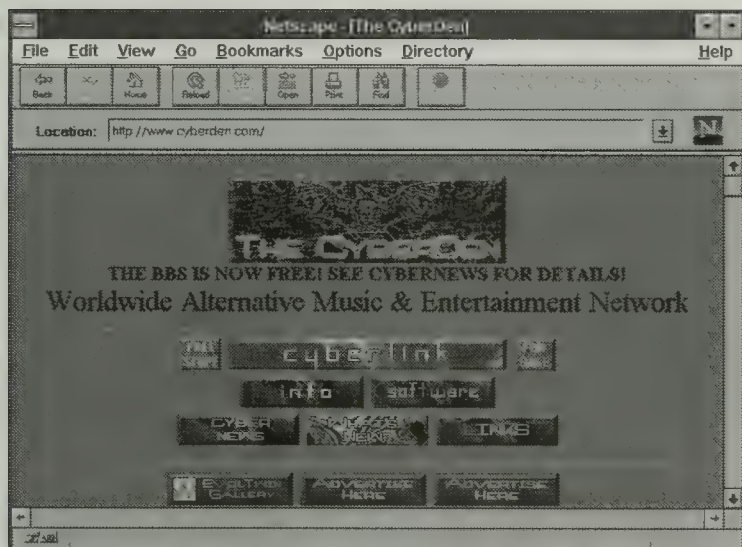 Netscape - [The CyberDen]
File Edit View Go Bookmarks Options Directory Help
Back Home Reload Open Print Find
Location: http://www.cyberden.com/ N
THE CYBERDEN
THE BBS IS NOW FREE! SEE CYBERNEWS FOR DETAILS!
Worldwide Alternative Music & Entertainment Network
cyberlink
info software
CYBER NEWS LINKS
NEWS
GALLERY ADVERTISE ADVERTISE
HERE HERE